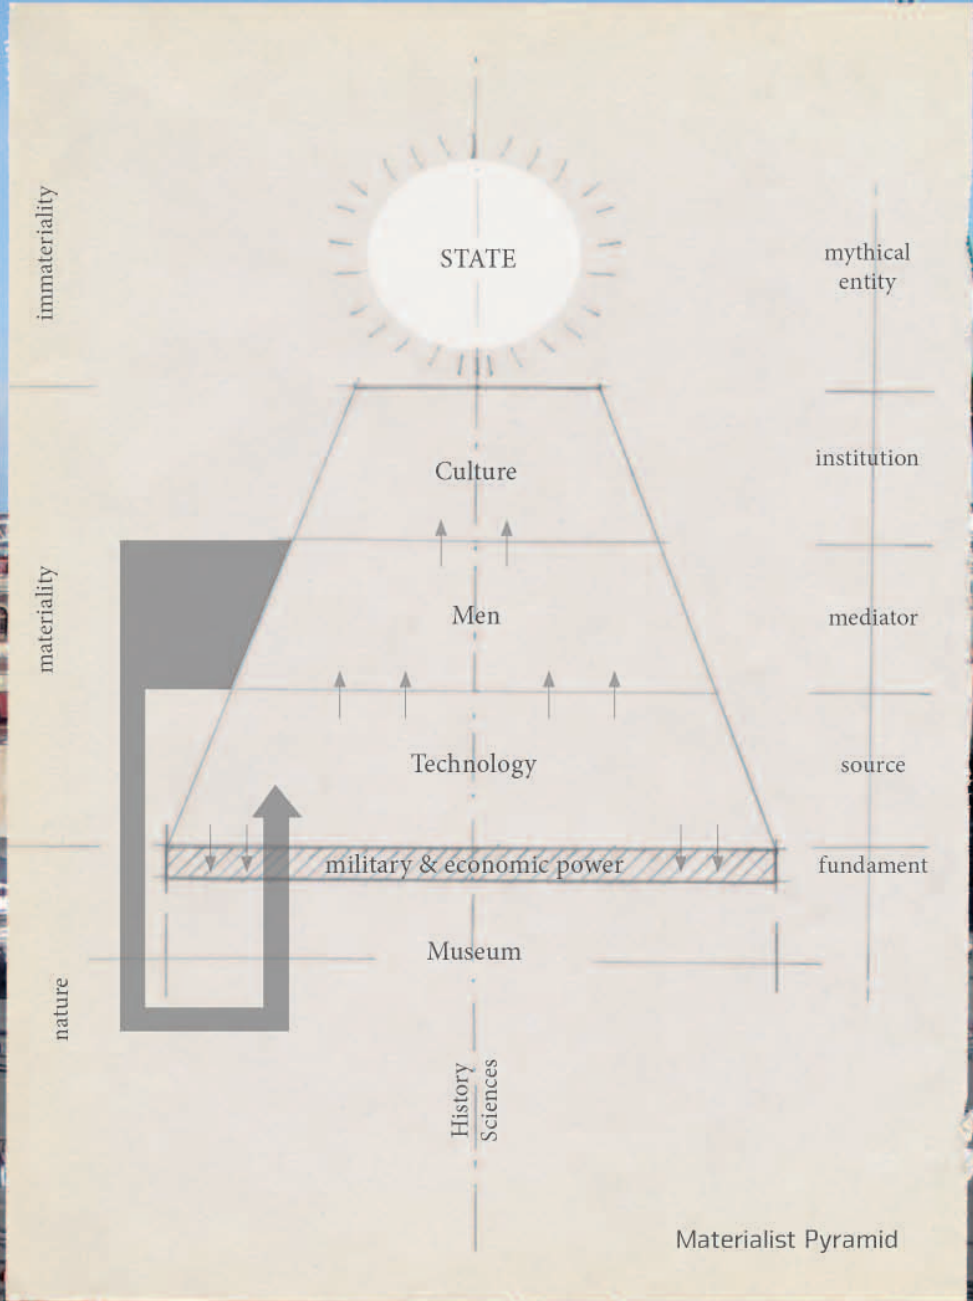 immateriality
STATE
mythical
entity
Culture
institution
materiality
Men
mediator
Technology
source
military & economic power
fundament
Museum
nature
History
Sciences
Materialist Pyramid